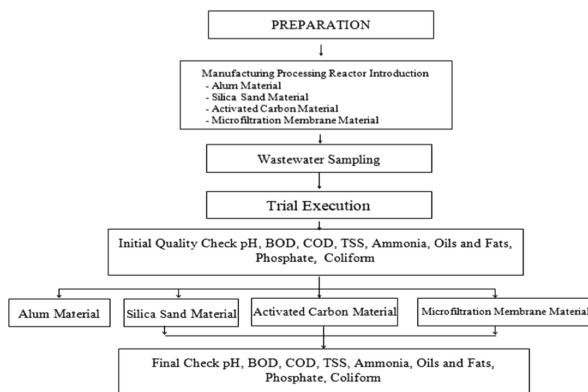 PREPARATION
Manufacturing Processing Reactor Introduction
- Alum Material
- Silica Sand Material
- Activated Carbon Material
- Microfiltration Membrane Material
Wastewater Sampling
Trial Execution
Initial Quality Check pH, BOD, COD, TSS, Ammonia, Oils and Fats,
Phosphate, Coliform
Alum Material
Silica Sand Material
Activated Carbon Material
Microfiltration Membrane Material
Final Check pH, BOD, COD, TSS, Ammonia, Oils and Fats,
Phosphate, Coliform